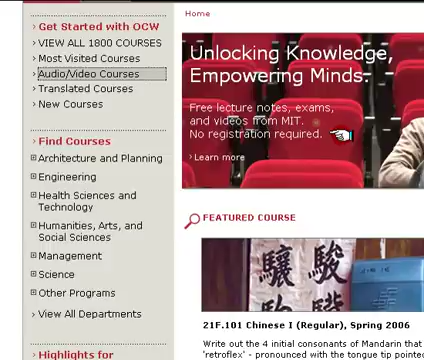 Home
Get Started with OCW
VIEW ALL 1800 COURSES
Most Visited Courses
Audio/Video Courses
Translated Courses
New Courses
Find Courses
Architecture and Planning
Engineering
Health Sciences and
Technology
Humanities, Arts, and
Social Sciences
Management
Science
Other Programs
View All Departments
Highlights for
Unlocking Knowledge,
Empowering Minds.
Free lecture notes, exams,
and videos from MIT.
No registration required.
Learn more
FEATURED COURSE
驤 駿
21F.101 Chinese I (Regular), Spring 2006
Write out the 4 initial consonants of Mandarin that
'retroflex' - pronounced with the tongue tip pointe